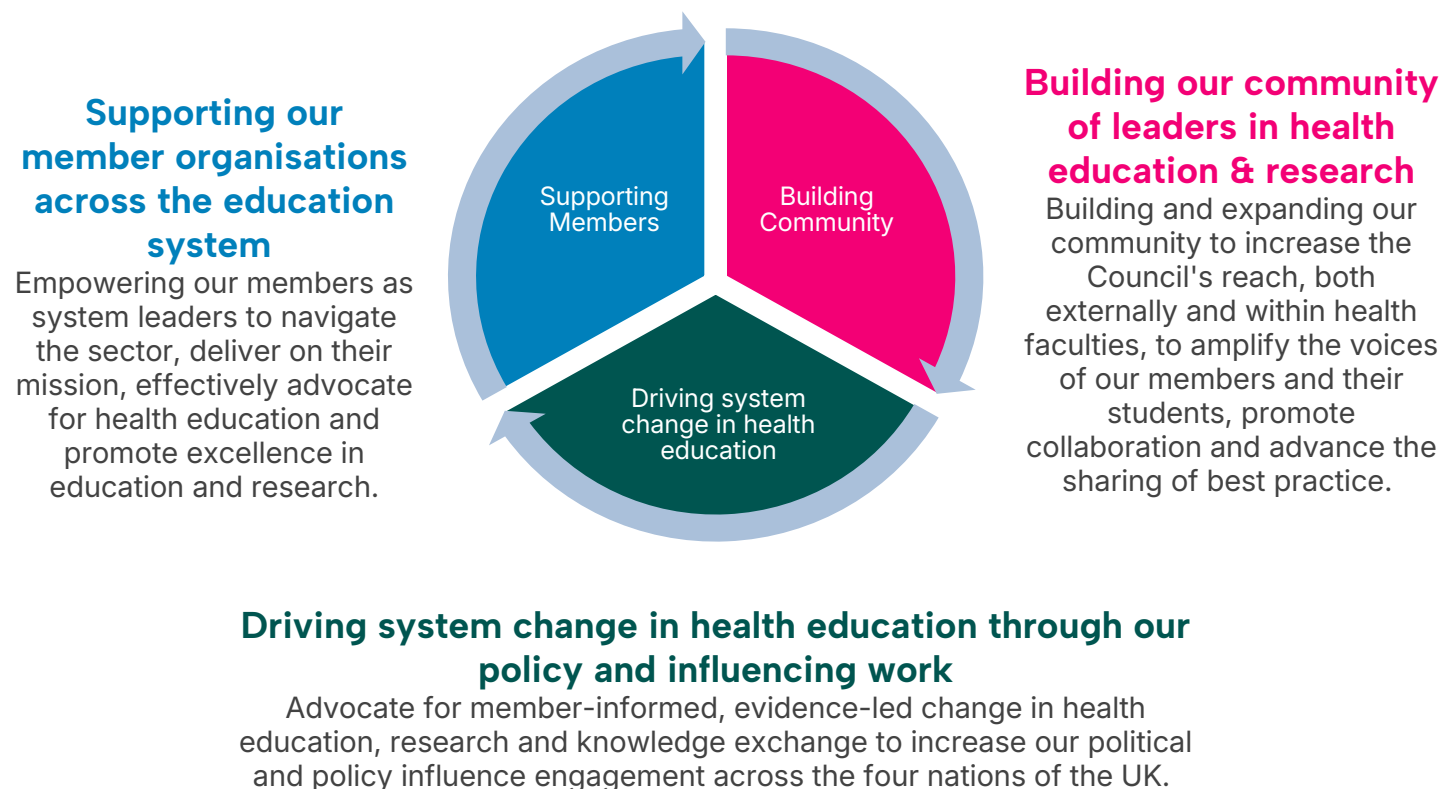 Supporting our
member organisations
across the education
system
Empowering our members as
system leaders to navigate
the sector, deliver on their
mission, effectively advocate
for health education and
promote excellence in
education and research.
Supporting
Members
Building
Community
Driving system
change in health
education
Building our community
of leaders in health
education & research
Building and expanding our
community to increase the
Council's reach, both
externally and within health
faculties, to amplify the voices
of our members and their
students, promote
collaboration and advance the
sharing of best practice.
Driving system change in health education through our
policy and influencing work
Advocate for member-informed, evidence-led change in health
education, research and knowledge exchange to increase our political
and policy influence engagement across the four nations of the UK.